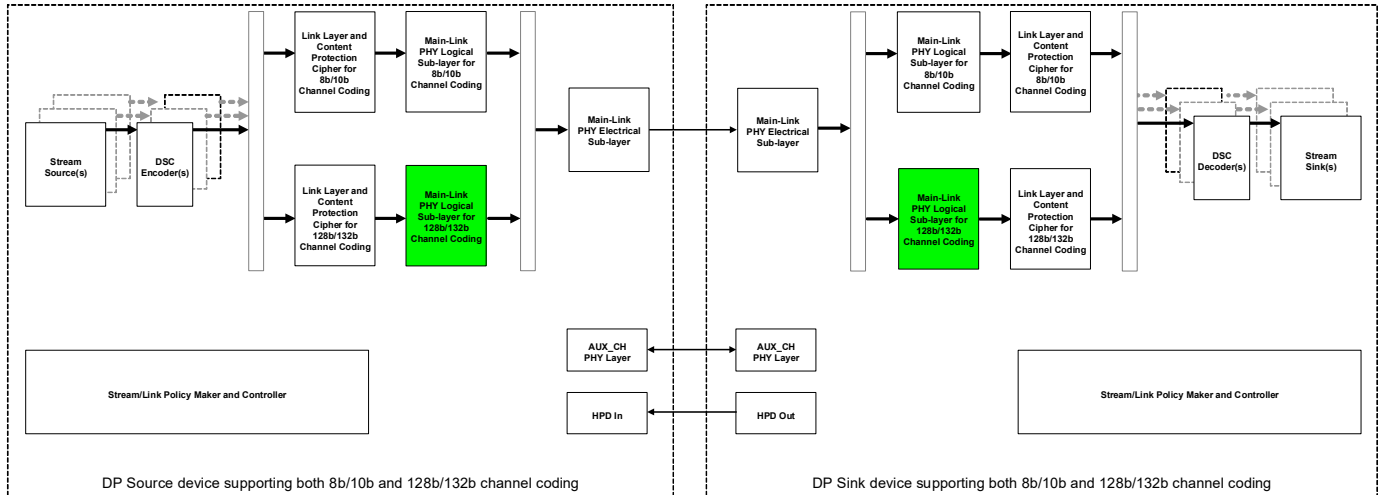 Link Layer and
Content
Protection
Cipher for
8b/10b
Channel Coding
Main-Link
PHY Logical
Sub-layer for
8b/10b
Channel Coding
Stream
Source(s)
DSC
Encoder(s)
Main-Link
PHY Electrical
Sub-layer
Link Layer and
Content
Protection
Cipher for
128b/132b
Channel Coding
Main-Link
PHY Logical
Sub-layer for
128b/132b
Channel Coding
AUX_CH
PHY Layer
Stream/Link Policy Maker and Controller
HPD In
DP Source device supporting both 8b/10b and 128b/132b channel coding
Main-Link
PHY Logical
Sub-layer for
8b/10b
Channel Coding
Link Layer and
Content
Protection
Cipher for
8b/10b
Channel Coding
Main-Link
PHY Electrical
Sub-layer
DSC
Decoder(s)
Stream
Sink(s)
Main-Link
PHY Logical
Sub-layer for
128b/132b
Channel Coding
Link Layer and
Content
Protection
Cipher for
128b/132b
Channel Coding
AUX_CH
PHY Layer
HPD Out
Stream/Link Policy Maker and Controller
DP Sink device supporting both 8b/10b and 128b/132b channel coding